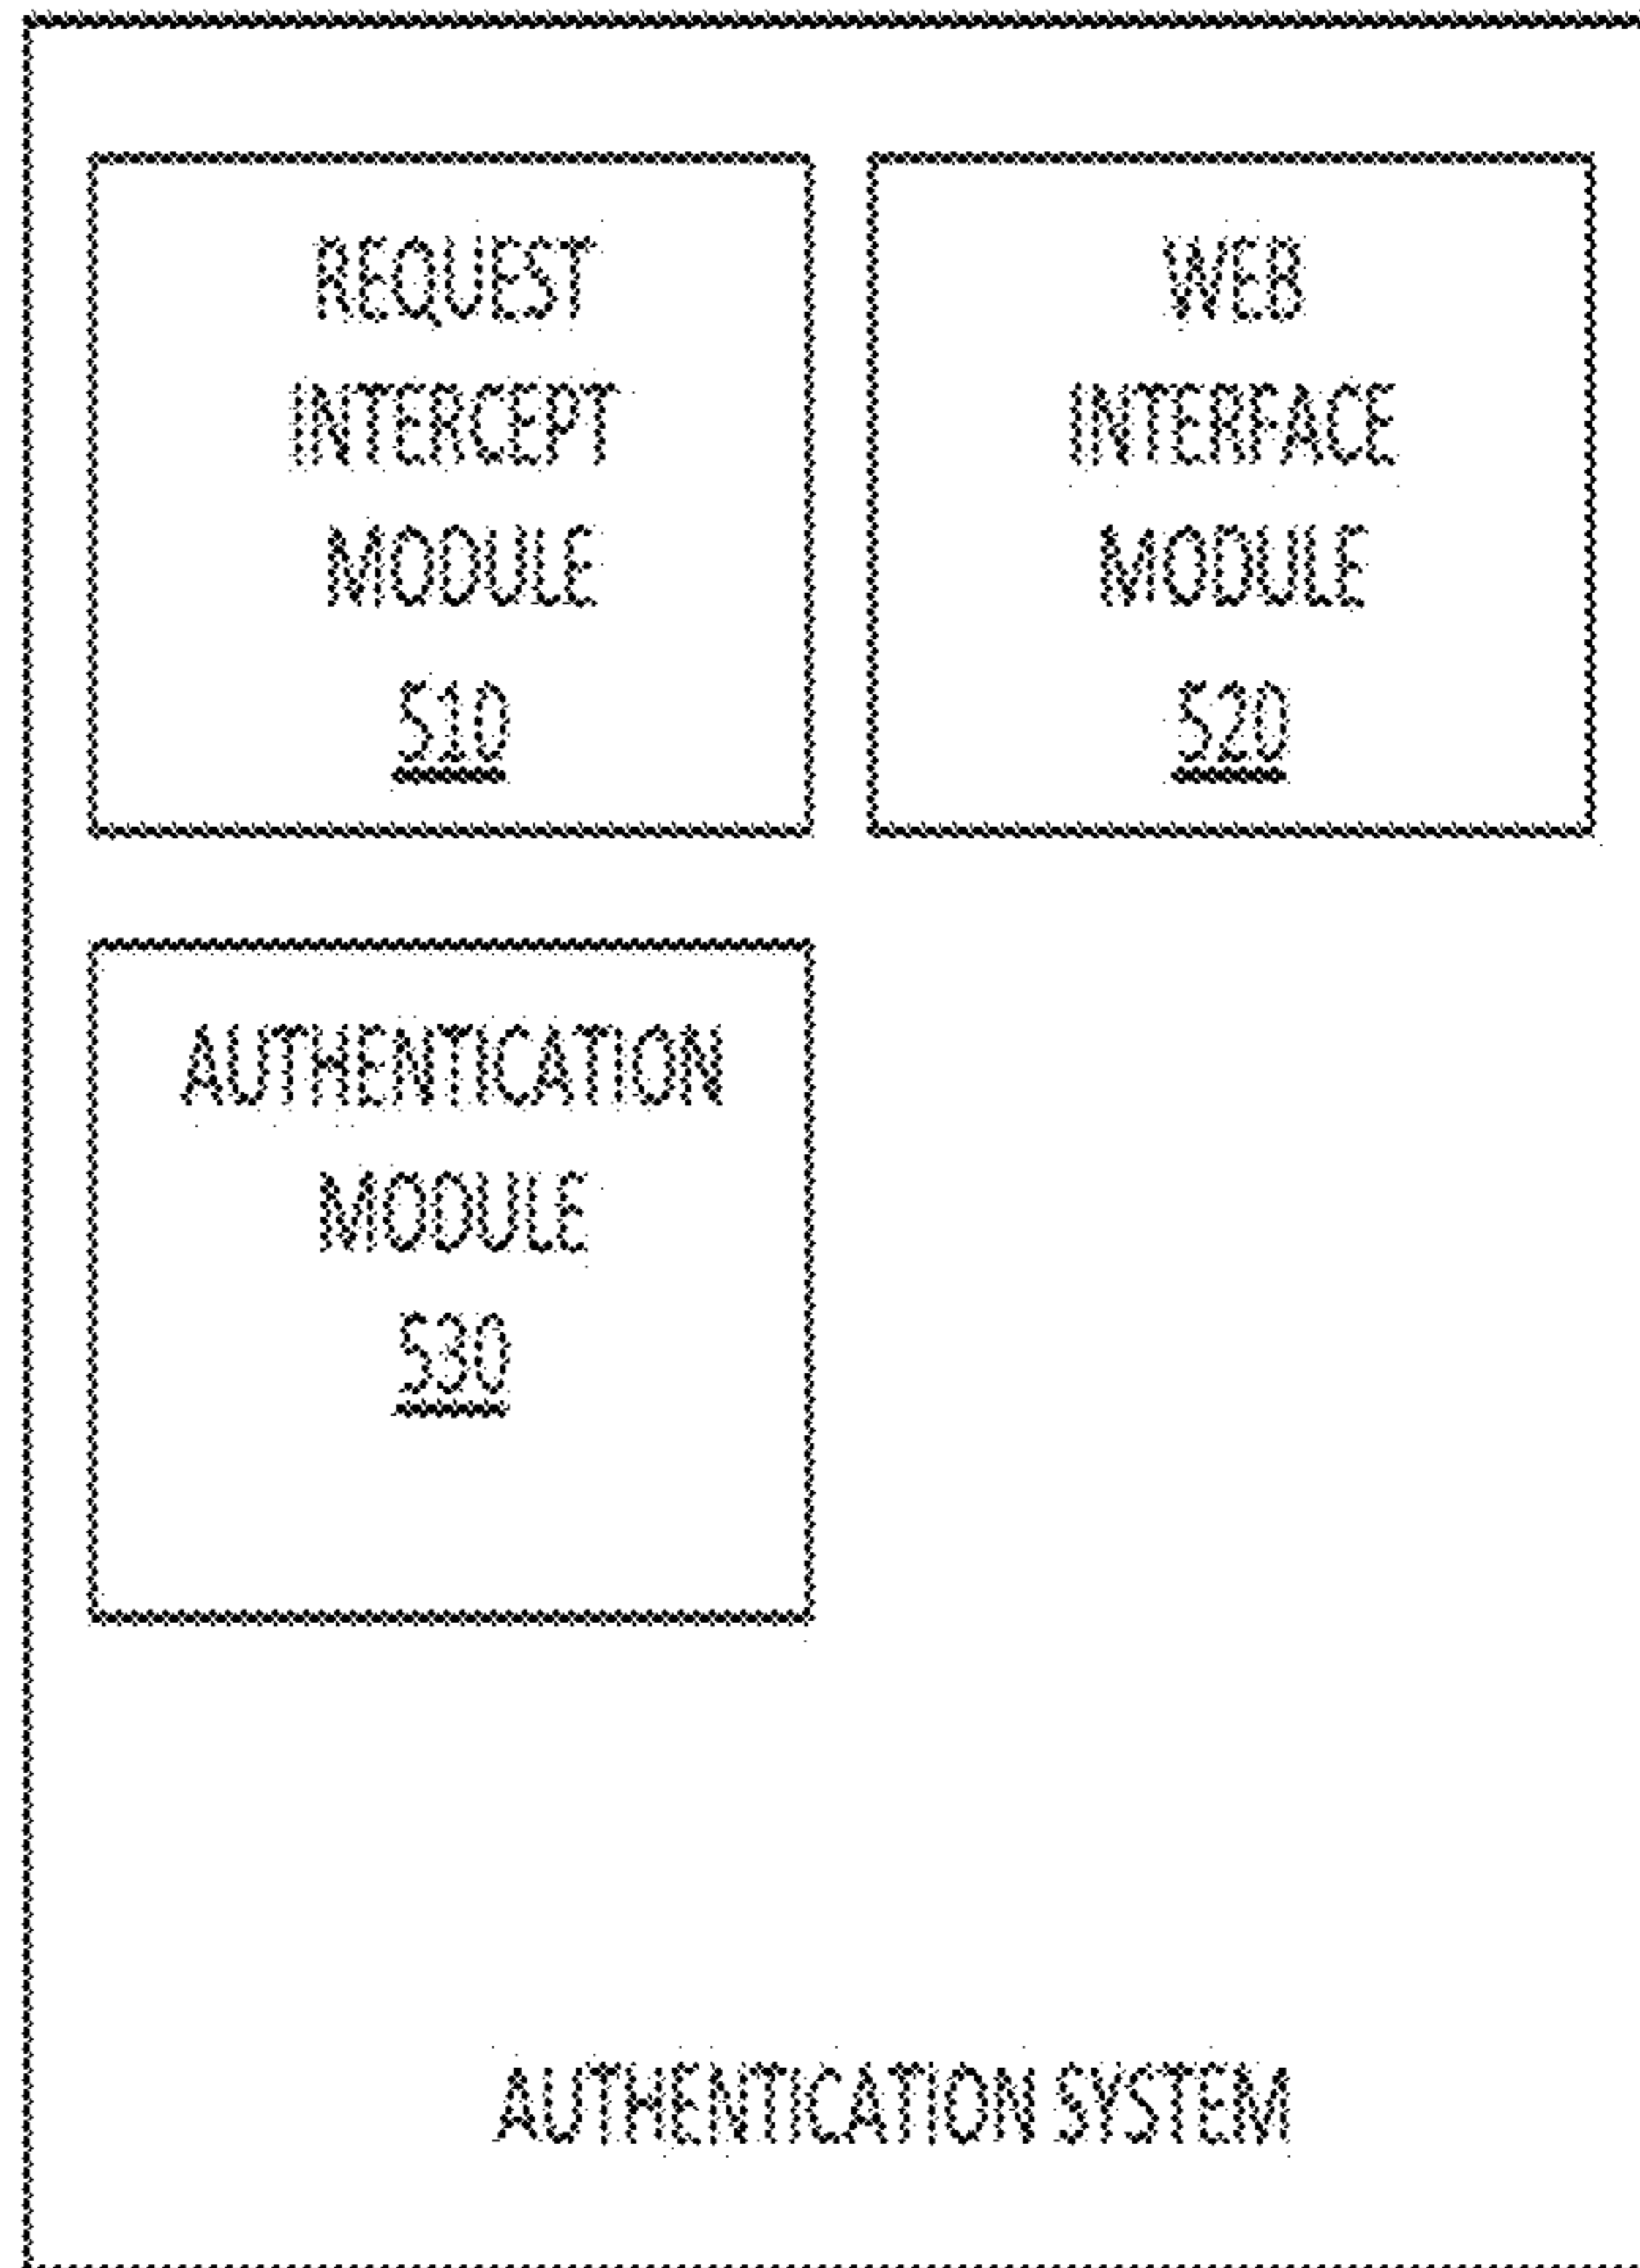 REQUEST
INTERCEPT
MODULE
510
WEB
INTERFACE
MODULE
520
AUTHENTICATION
MODULE
530
AUTHENTICATION SYSTEM